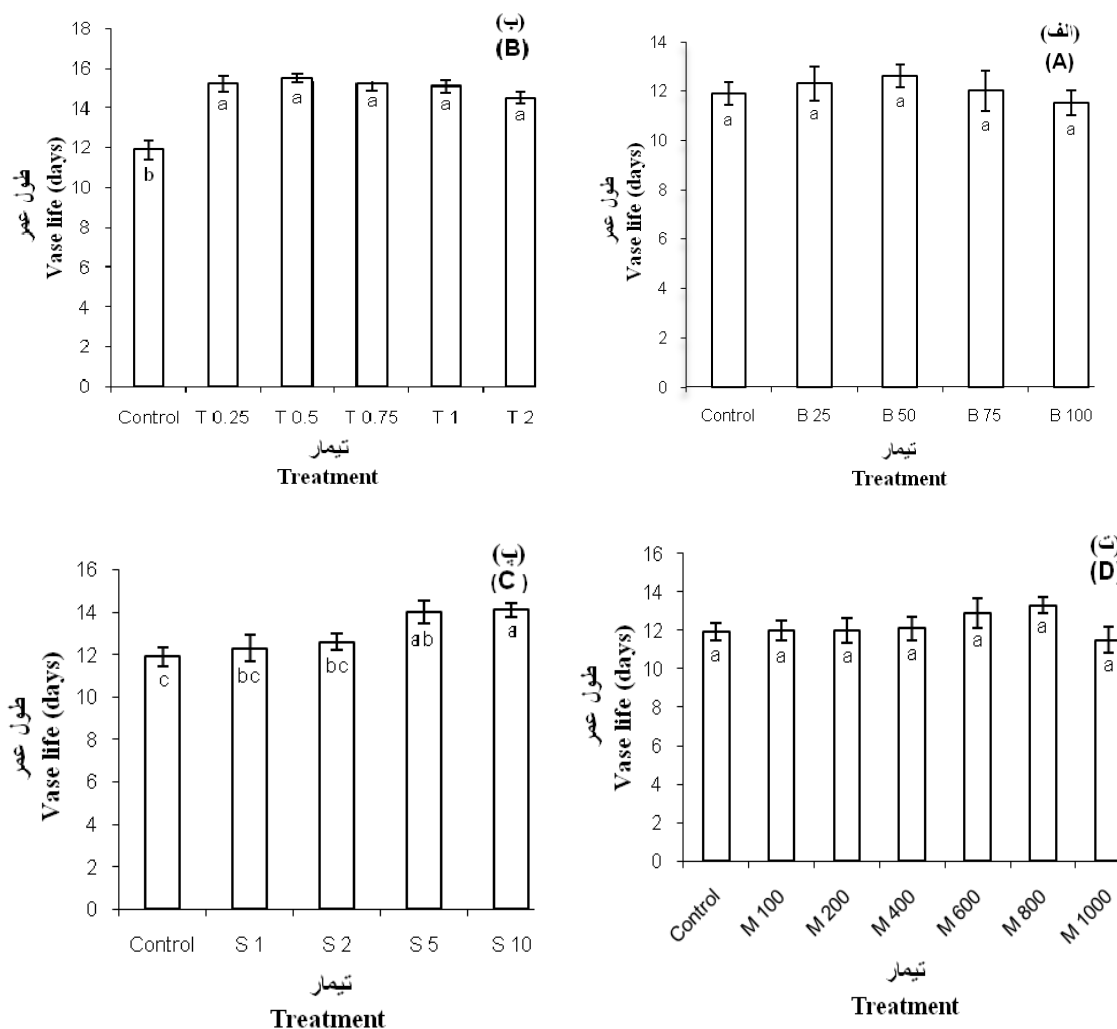 (ب)
(B)
18
16
14
12
10
8
6
4
2
0
طول عمر
Vase life (days)
b
a
a
a
a
a
Control T 0.25 T 0.5 T 0.75 T 1 T 2
تیمار
Treatment
(الف)
(A)
14
12
10
8
6
4
2
0
طول عمر
Vase life (days)
a
a
a
a
a
Control B 25 B 50 B 75 B 100
تیمار
Treatment
(پ)
(C)
16
14
12
10
8
6
4
2
0
طول عمر
Vase life (days)
c
bc
bc
ab
a
Control S 1 S 2 S 5 S 10
تیمار
Treatment
(ت)
(D)
16
14
12
10
8
6
4
2
0
طول عمر
Vase life (days)
a
a
a
a
a
a
a
Control M 100 M 200 M 400 M 600 M 800 M 1000
تیمار
Treatment